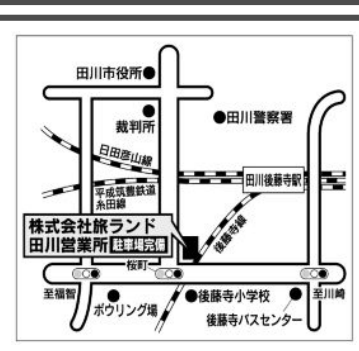 田川市役所
裁判所
田川警察署
日田彦山線
平成筑豊鉄道
糸田線
田川後藤寺駅
後藤寺線
株式会社旅ランド
田川営業所 駐車場完備
桜町
至福智
ボウリング場
後藤寺小学校
後藤寺バスセンター
至川崎